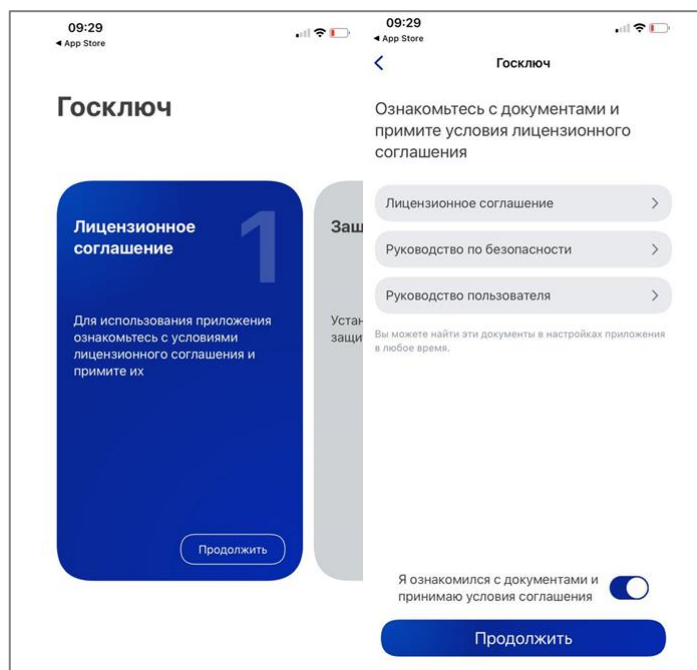 09:29
◀ App Store
Госключ
Лицензионное
соглашение
1
Для использования приложения
ознакомьтесь с условиями
лицензионного соглашения и
примите их
Продолжить
Защ
Устан
защи
09:29
◀ App Store
Госключ
Ознакомьтесь с документами и
примите условия лицензионного
соглашения
Лицензионное соглашение
Руководство по безопасности
Руководство пользователя
Вы можете найти эти документы в настройках приложения
в любое время.
Я ознакомился с документами и
принимаю условия соглашения
Продолжить